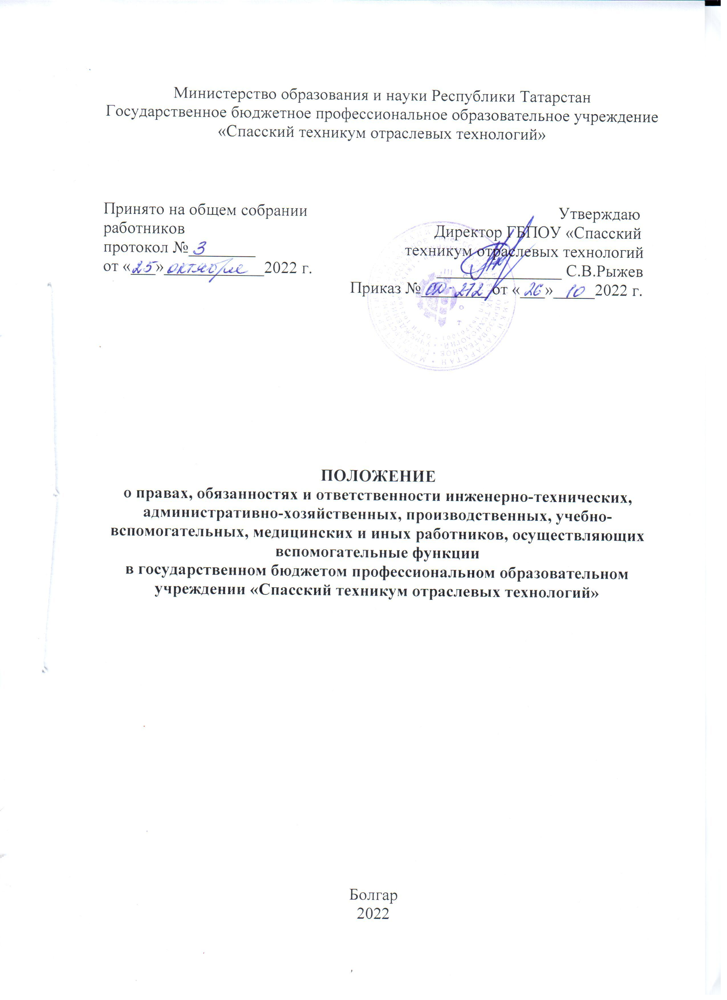 Министерство образования и науки Республики Татарстан
Государственное бюджетное профессиональное образовательное учреждение
«Спасский техникум отраслевых технологий»
Принято на общем собрании
работников
протокол № 3
от «25» октября 2022 г.
Утверждаю
Директор ГБПОУ «Спасский
техникум отраслевых технологий
С.В.Рыжев
Приказ № ОД-272 от «26» 10 2022 г.
ПОЛОЖЕНИЕ
о правах, обязанностях и ответственности инженерно-технических,
административно-хозяйственных, производственных, учебно-
вспомогательных, медицинских и иных работников, осуществляющих
вспомогательные функции
в государственном бюджетом профессиональном образовательном
учреждении «Спасский техникум отраслевых технологий»
Болгар
2022